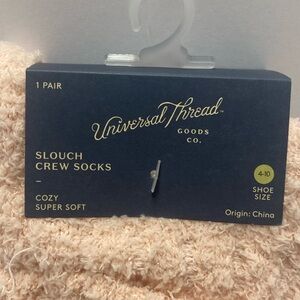 1 PAIR
Universal Thread
GOODS
CO.
SLOUCH
CREW SOCKS
–
COZY
SUPER SOFT
4-10
SHOE
SIZE
Origin: China